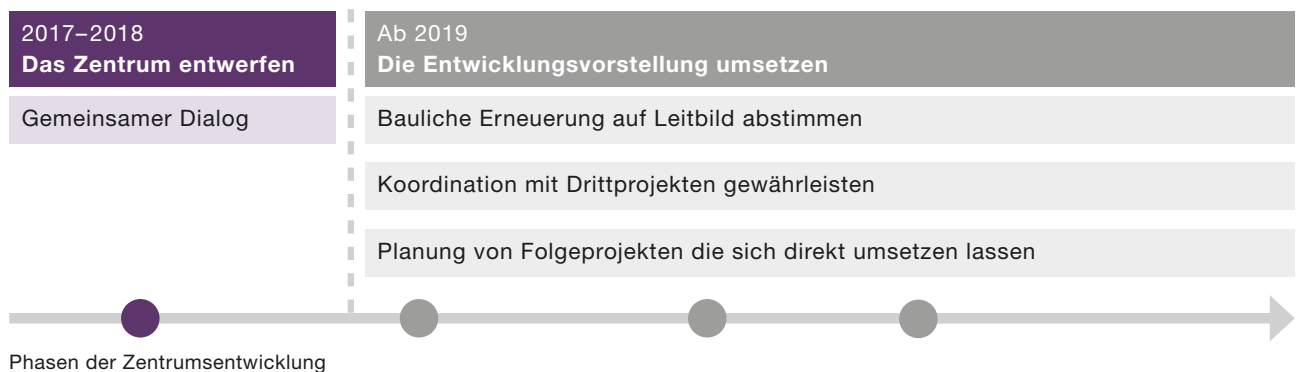 2017–2018
Das Zentrum entwerfen
Gemeinsamer Dialog
Ab 2019
Die Entwicklungsvorstellung umsetzen
Bauliche Erneuerung auf Leitbild abstimmen
Koordination mit Drittprojekten gewährleisten
Planung von Folgeprojekten die sich direkt umsetzen lassen
Phasen der Zentrumsentwicklung